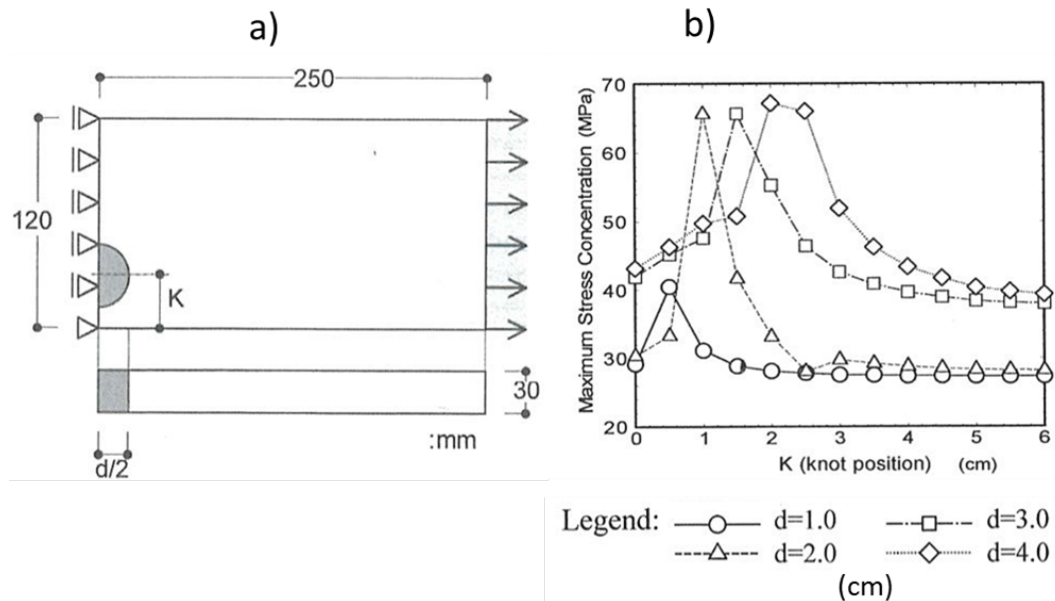 a)
250
120
K
30
:mm
d/2
b)
Maximum Stress Concentration (MPa)
70
60
50
40
30
20
0
1
2
3
4
5
6
K (knot position) (cm)
Legend:
d=1.0
d=3.0
d=2.0
d=4.0
(cm)